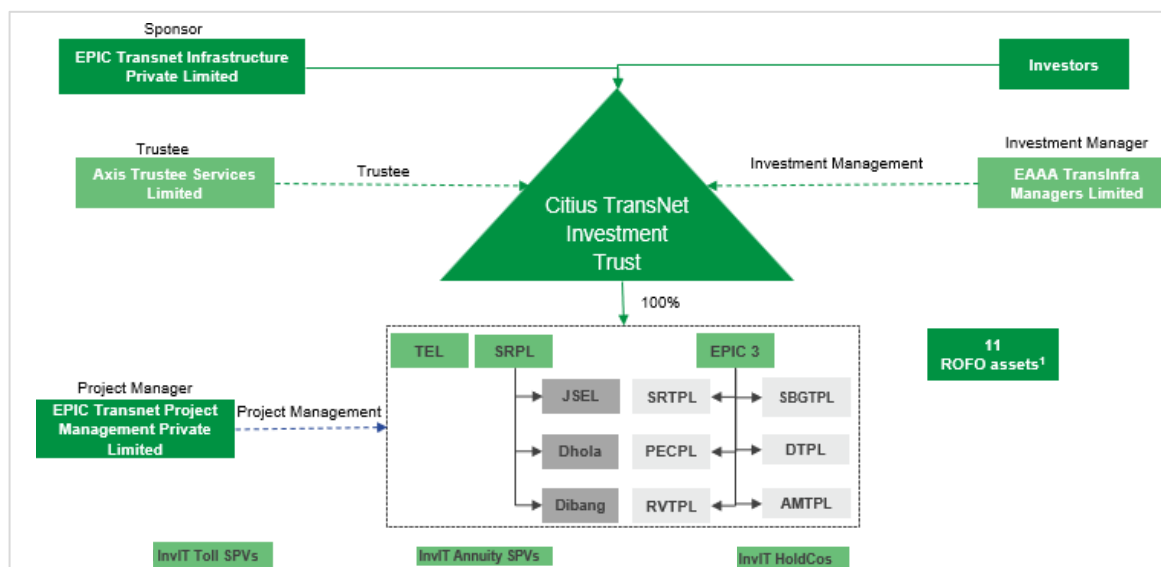 Sponsor
EPIC Transnet Infrastructure
Private Limited
Investors
Trustee
Axis Trustee Services
Limited
Trustee
Investment Management
Investment Manager
EAAA TransInfra
Managers Limited
Citius TransNet
Investment
Trust
100%
TEL
SRPL
EPIC 3
11
ROFO assets¹
JSEL
SRTPL
SBGTPL
Project Manager
EPIC Transnet Project
Management Private
Limited
Project Management
Dhola
PECPL
DTPL
Dibang
RVTPL
AMTPL
InvIT Toll SPVs
InvIT Annuity SPVs
InvIT HoldCos